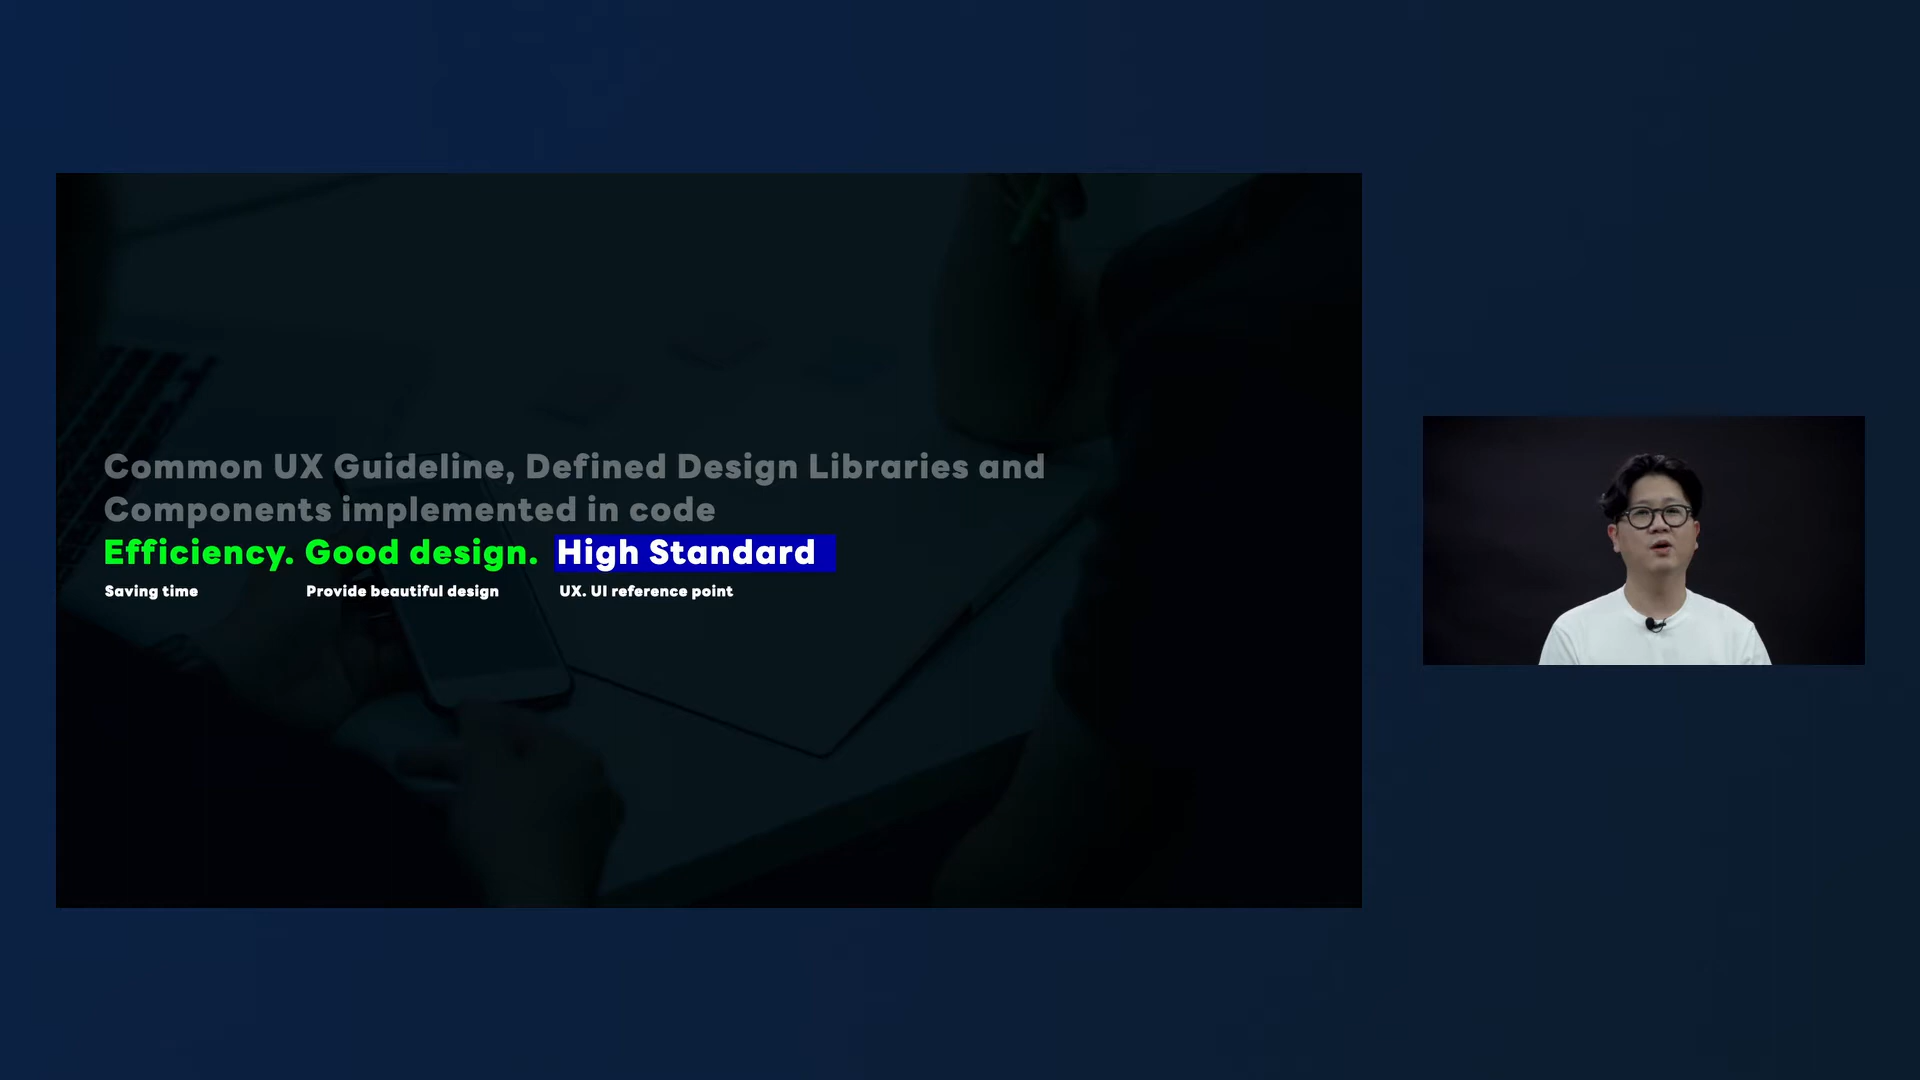 Common UX Guideline, Defined Design Libraries and
Components implemented in code
Efficiency. Good design. High Standard
Saving time Provide beautiful design UX. UI reference point